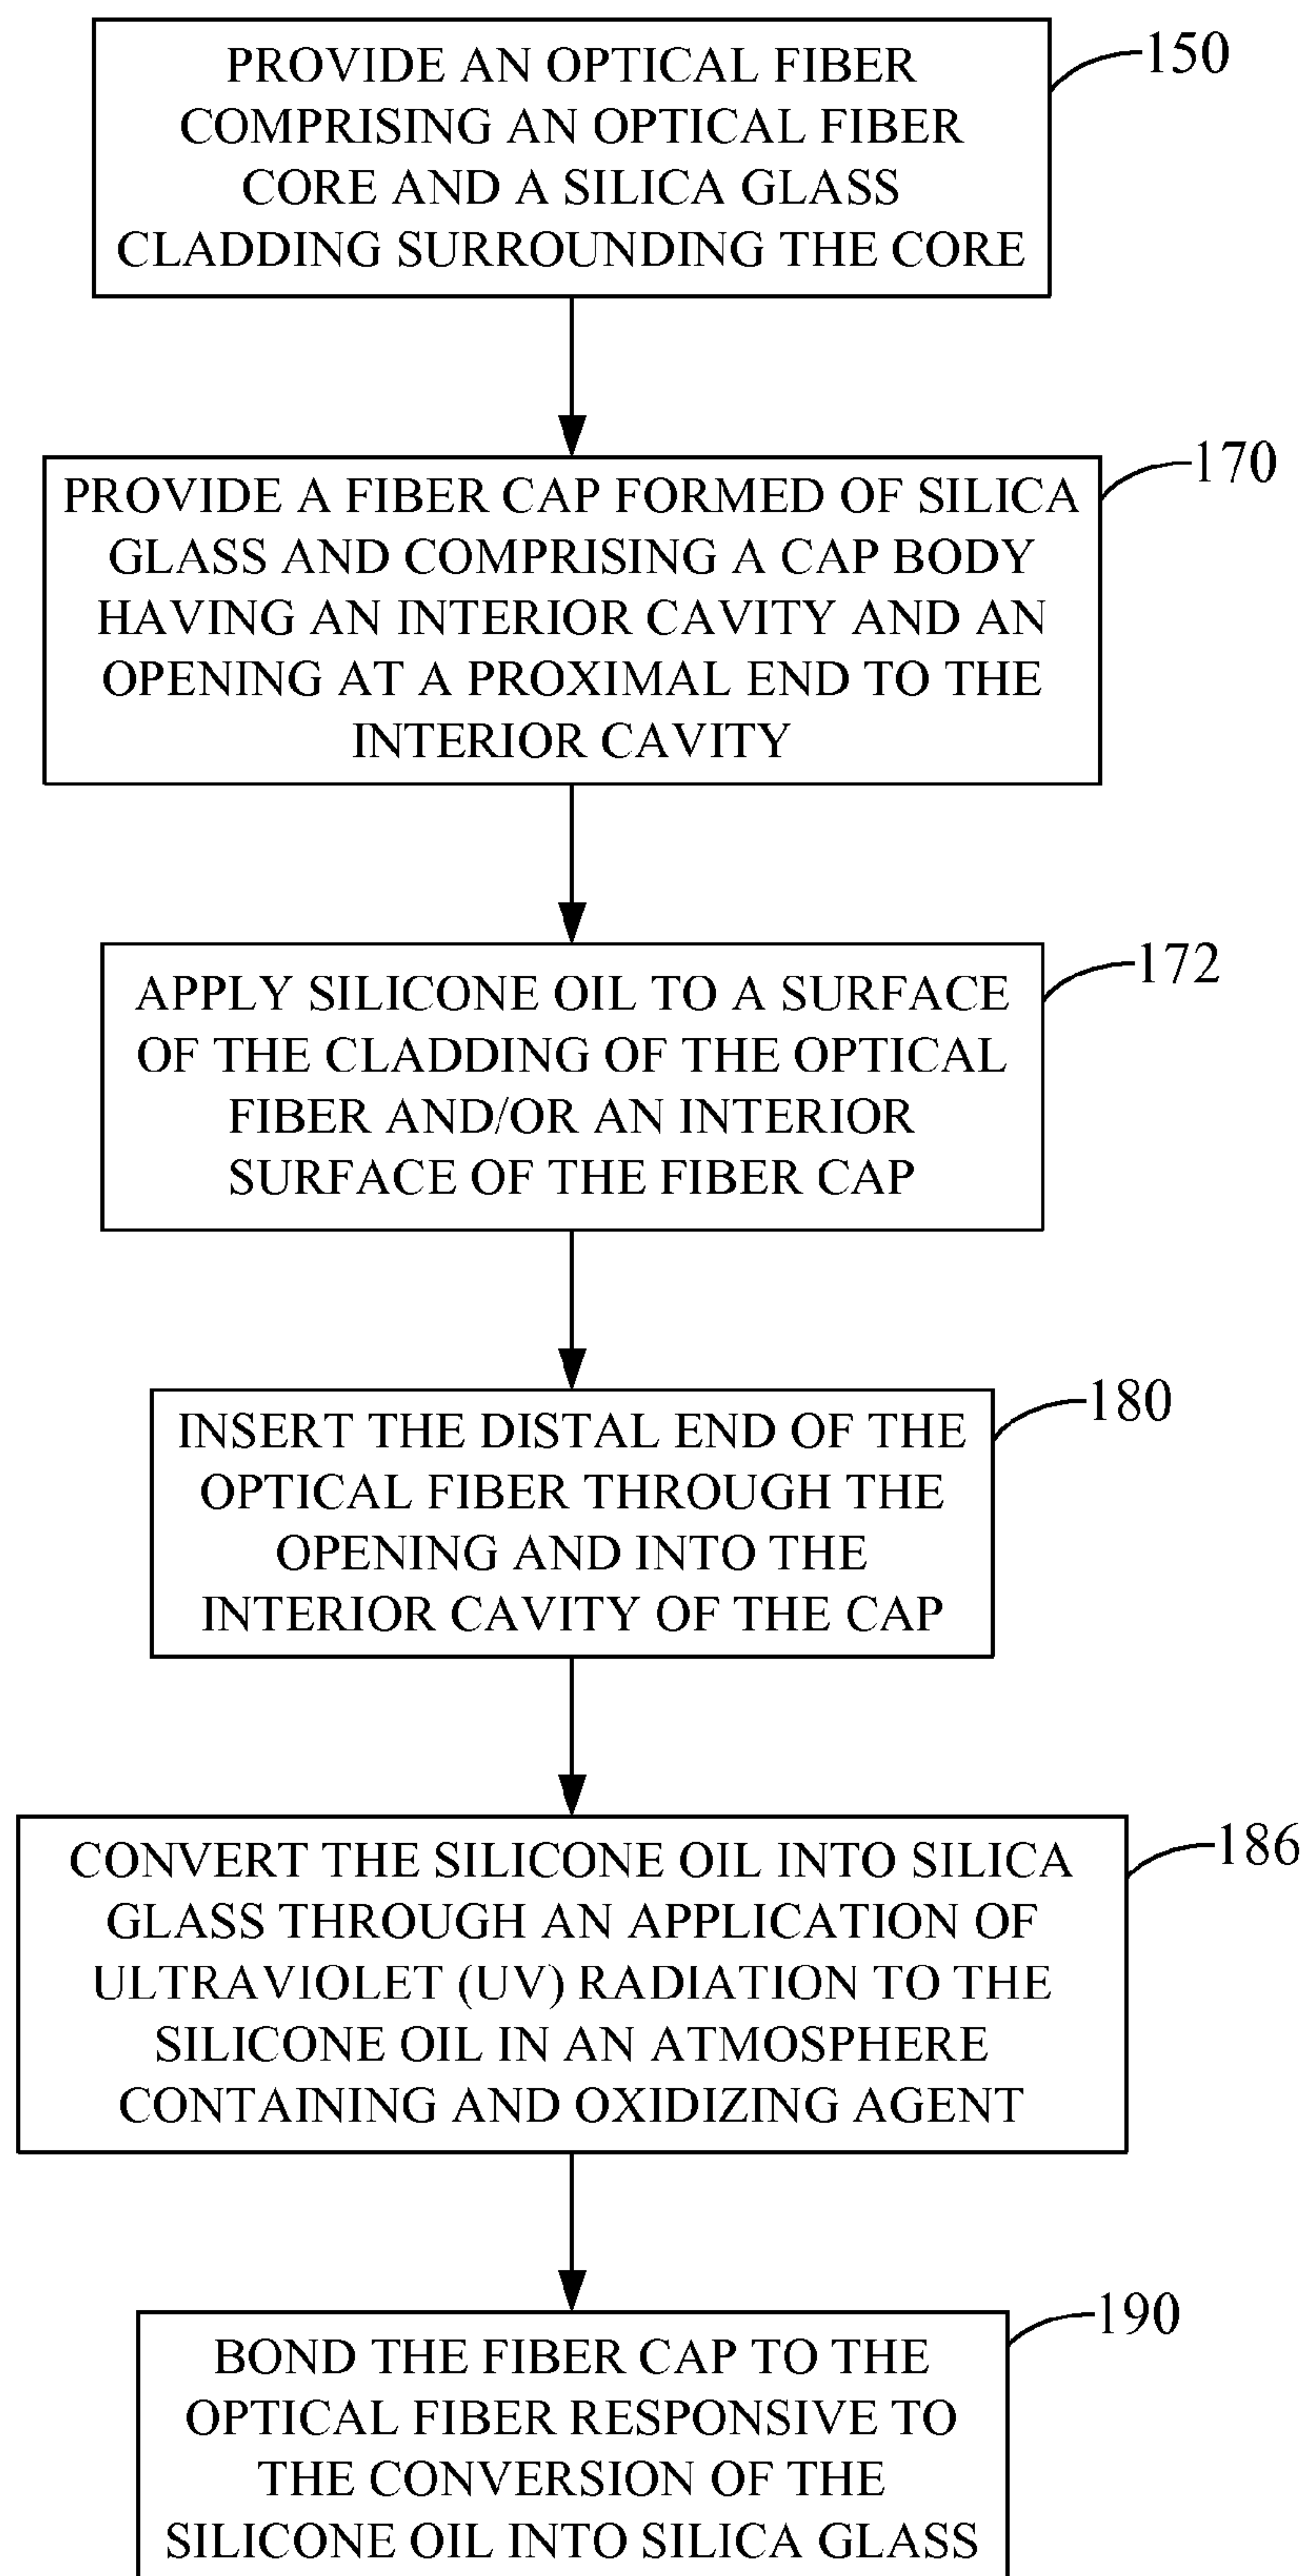 PROVIDE AN OPTICAL FIBER
COMPRISING AN OPTICAL FIBER
CORE AND A SILICA GLASS
CLADDING SURROUNDING THE CORE
150
PROVIDE A FIBER CAP FORMED OF SILICA
GLASS AND COMPRISING A CAP BODY
HAVING AN INTERIOR CAVITY AND AN
OPENING AT A PROXIMAL END TO THE
INTERIOR CAVITY
170
APPLY SILICONE OIL TO A SURFACE
OF THE CLADDING OF THE OPTICAL
FIBER AND/OR AN INTERIOR
SURFACE OF THE FIBER CAP
172
INSERT THE DISTAL END OF THE
OPTICAL FIBER THROUGH THE
OPENING AND INTO THE
INTERIOR CAVITY OF THE CAP
180
CONVERT THE SILICONE OIL INTO SILICA
GLASS THROUGH AN APPLICATION OF
ULTRAVIOLET (UV) RADIATION TO THE
SILICONE OIL IN AN ATMOSPHERE
CONTAINING AND OXIDIZING AGENT
186
BOND THE FIBER CAP TO THE
OPTICAL FIBER RESPONSIVE TO
THE CONVERSION OF THE
SILICONE OIL INTO SILICA GLASS
190